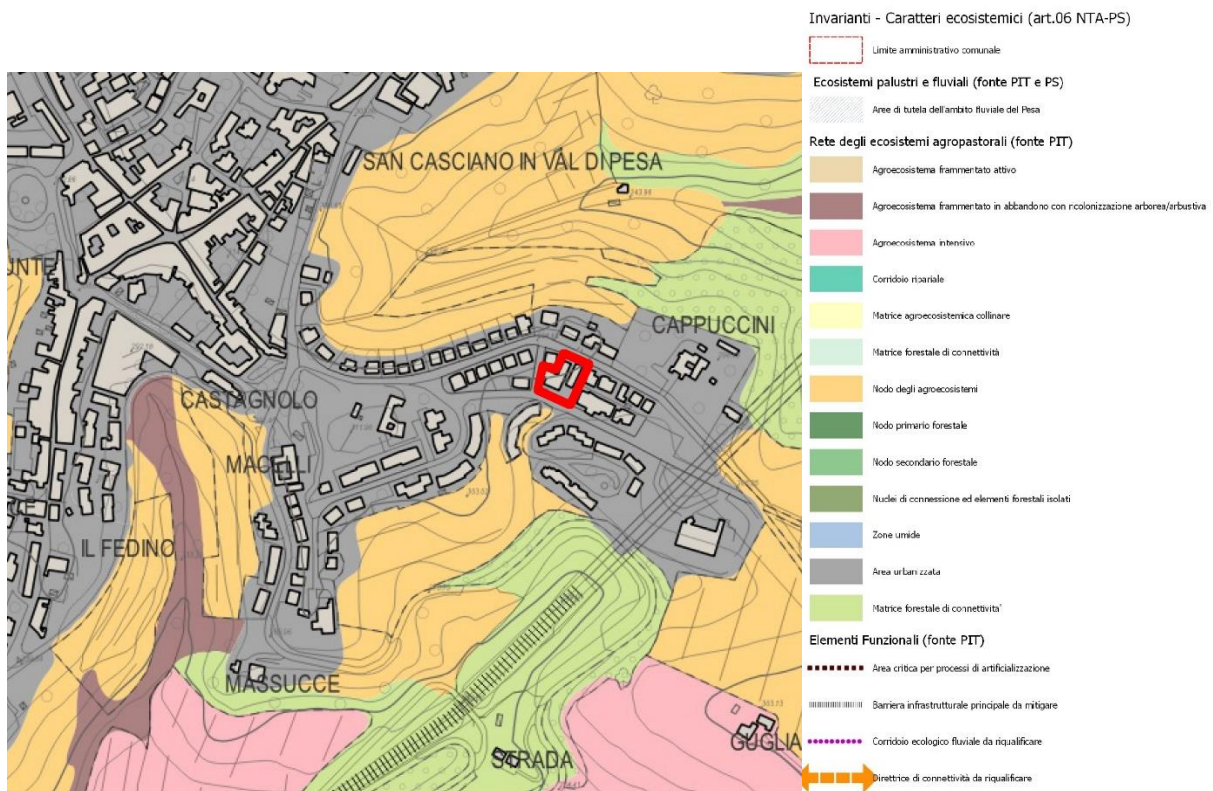 Invarianti - Caratteri ecosistemici (art.06 NTA-PS)
Limite amministrativo comunale
Ecosistemi palustri e fluviali (fonte PIT e PS)
Aree di tutela dell'ambito fluviale del Pesa
Rete degli ecosistemi agropastorali (fonte PIT)
Agroecosistema frammentato attivo
Agroecosistema frammentato in abbandono con ricolonizzazione arborea/arbustiva
Agroecosistema intensivo
Corridoio ripariale
Matrice agroecosistemica collinare
Matrice forestale di connettività
Nodo degli agroecosistemi
Nodo primario forestale
Nodo secondario forestale
Nuclei di connessione ed elementi forestali isolati
Zone umide
Area urbanizzata
Matrice forestale di connettivita'
Elementi Funzionali (fonte PIT)
Area critica per processi di artificializzazione
Barriera infrastrutturale principale da mitigare
Corridoio ecologico fluviale da riqualificare
Direttrice di connettività da riqualificare
SAN CASCIANO IN VAL DI PESA
UNTE
CAPPUCCINI
CASTAGNOLO
MACELLI
IL FEDINO
MASSUCCE
STRADA
GUGLIA